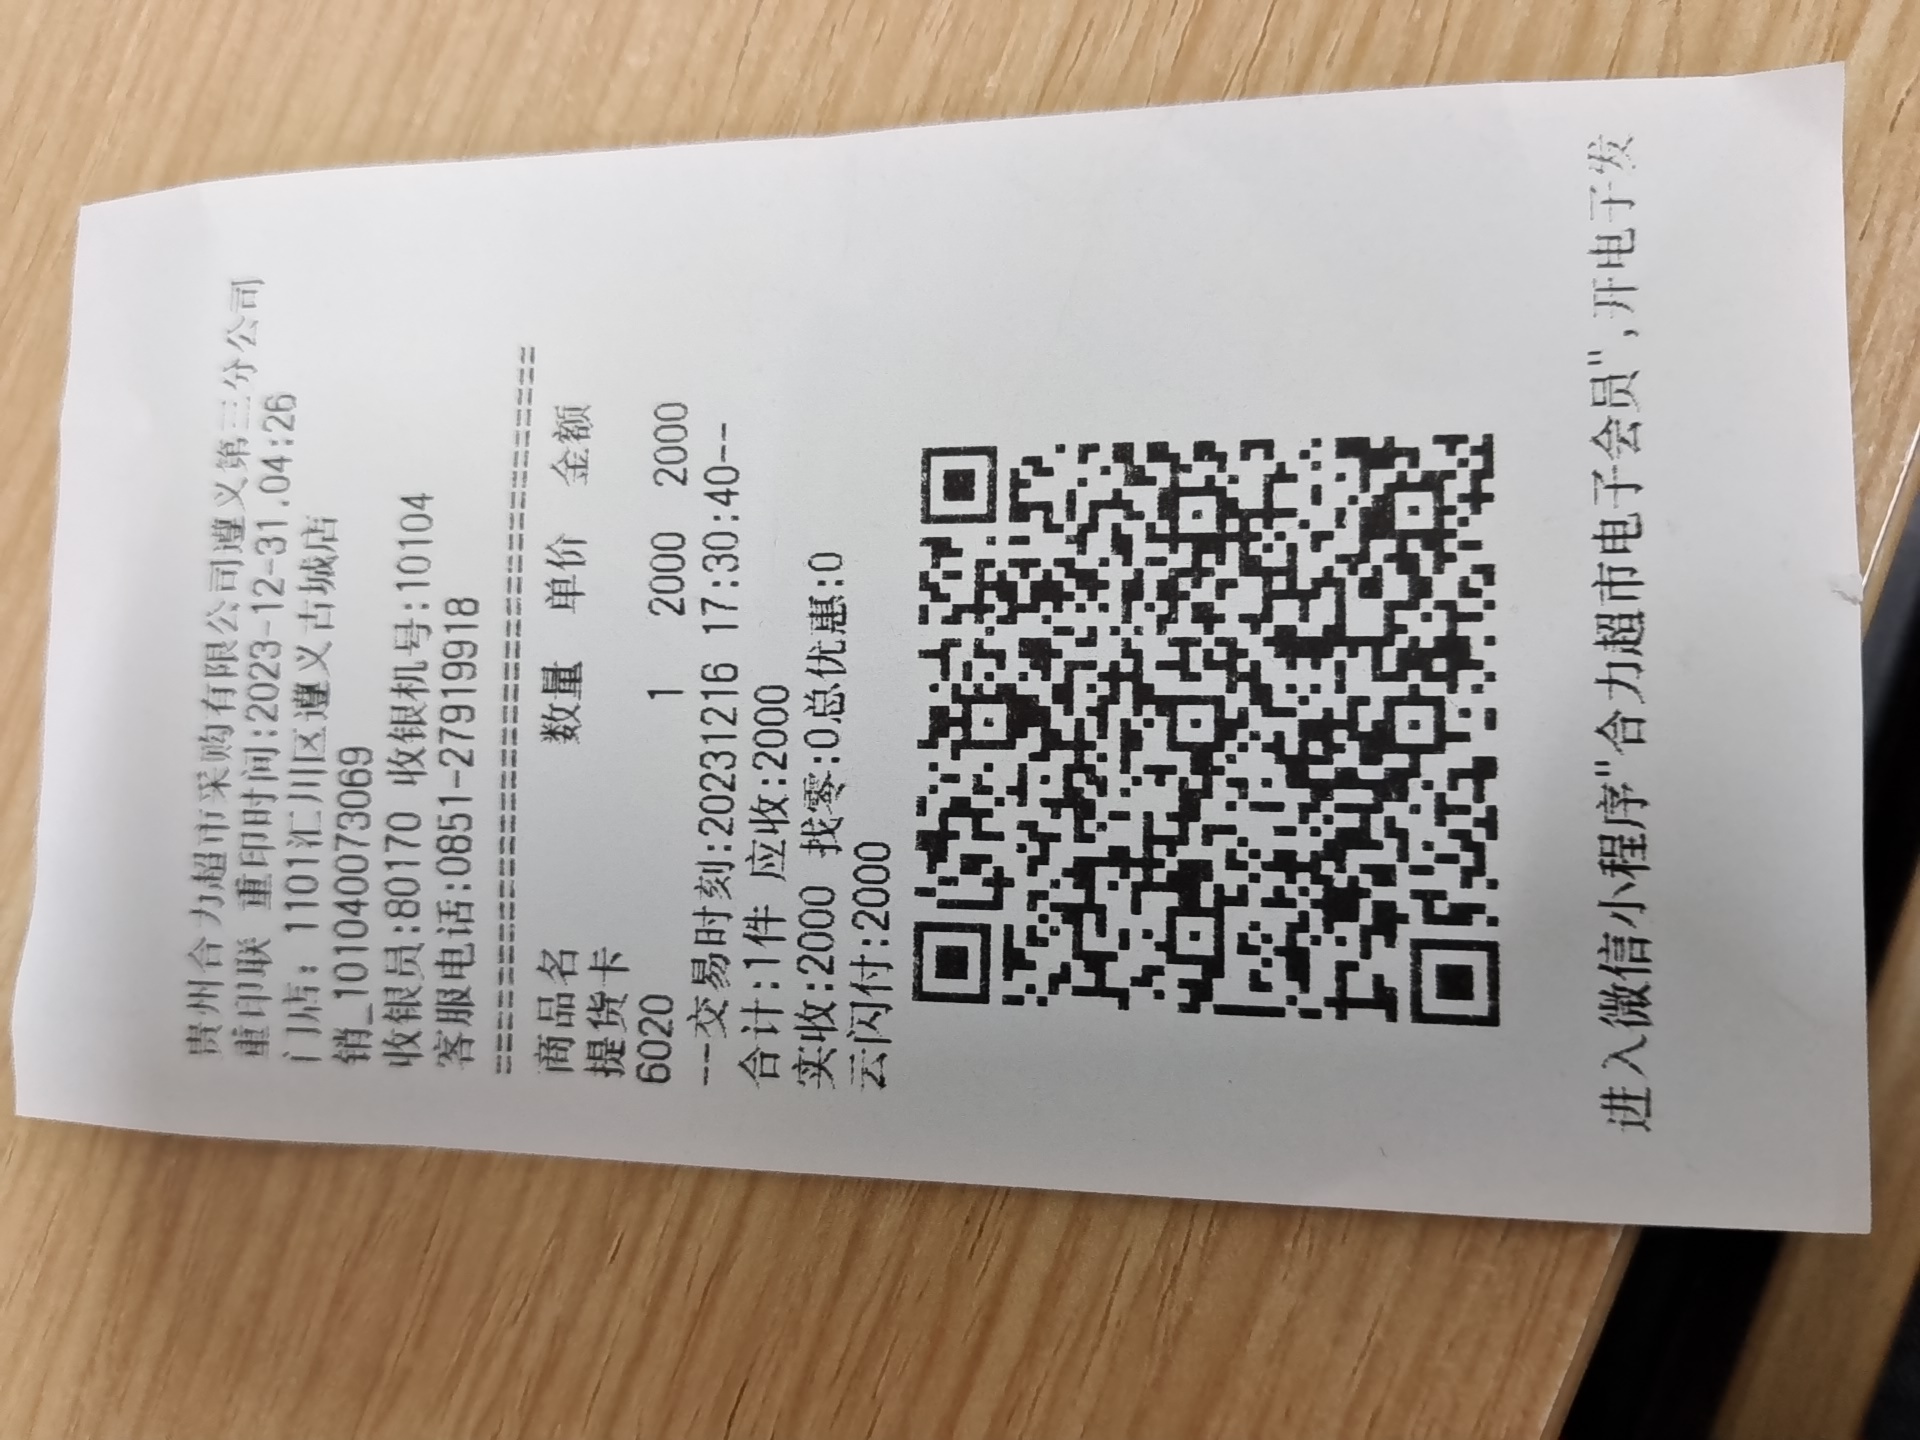 贵州合力超市采购有限公司遵义第三分公司
重印联 重印时间:2023-12-31.04:26
门店: 1101汇川区遵义古城店
销_1010400073069
收银员:80170 收银机号:10104
客服电话:0851-27919918
========================================
商品名 数量 单价 金额
提货卡
6020 1 2000 2000
--交易时刻:20231216 17:30:40--
合计:1件 应收:2000
实收:2000 找零:0总优惠:0
云闪付:2000
进入微信小程序"合力超市电子会员",开电子发